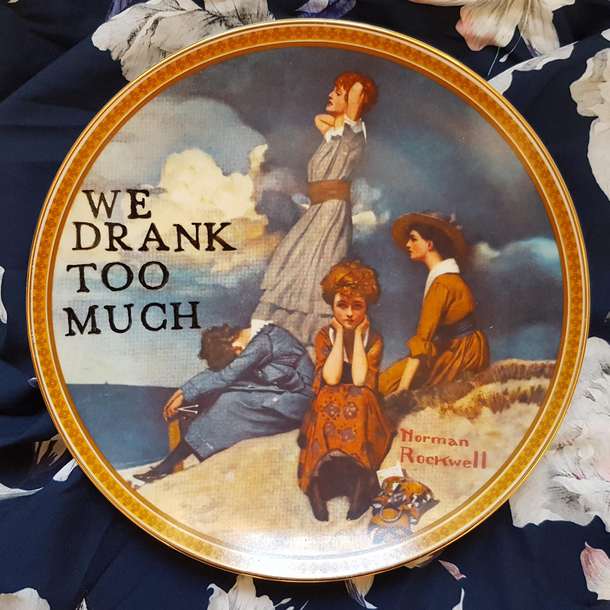 WE
DRANK
TOO
MUCH
Norman
Rockwell